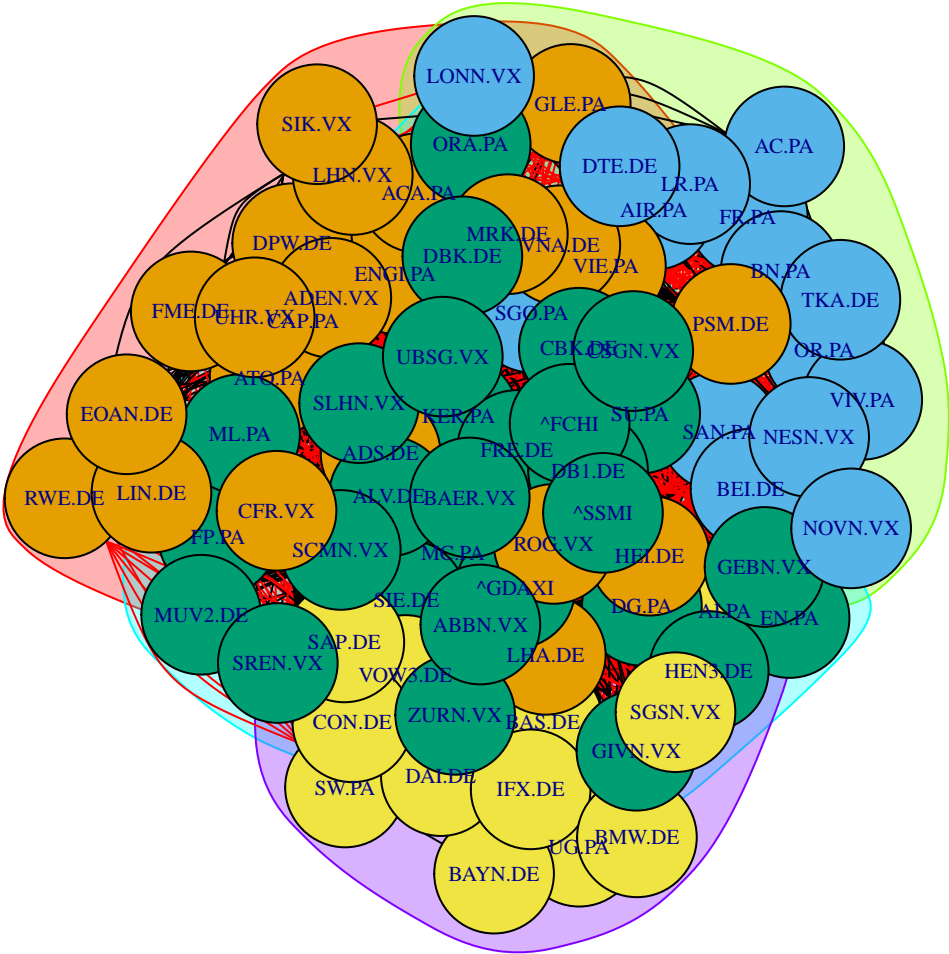 LONN.VX
GLE.PA
SIK.VX
ORA.PA
AC.PA
DTE.DE
LHN.VX
LR.PA
ACA.PA
AIR.PA
FR.PA
MRK.DE
DPW.DE
VNA.DE
DBK.DE
VIE.PA
ENGI.PA
BN.PA
ADEN.VX
TKA.DE
FME.DE
UHR.VX
SGO.PA
CAP.PA
PSM.DE
CBK.DE
CSGN.VX
OR.PA
UBSG.VX
ATO.PA
SLHN.VX
VIV.PA
EOAN.DE
KER.PA
SU.PA
^FCHI
ML.PA
SAN.PA
NESN.VX
FRE.DE
ADS.DE
DB1.DE
BEI.DE
RWE.DE
LIN.DE
ALV.DE
BAER.VX
CFR.VX
^SSMI
NOVN.VX
FP.PA
SCMN.VX
MC.PA
ROG.VX
HEI.DE
GEBN.VX
^GDAXI
SIE.DE
DG.PA
AI.PA
MUV2.DE
EN.PA
ABBN.VX
SAP.DE
LHA.DE
SREN.VX
VOW3.DE
HEN3.DE
SGSN.VX
ZURN.VX
CON.DE
BAS.DE
GIVN.VX
DAI.DE
SW.PA
IFX.DE
BMW.DE
UG.PA
BAYN.DE